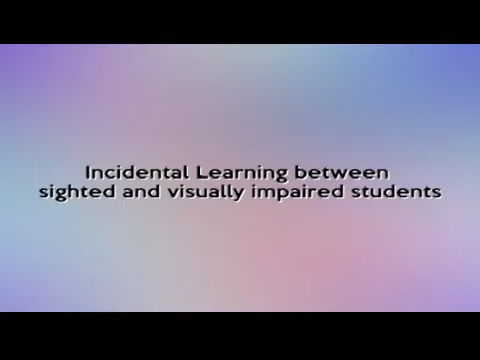 Incidental Learning between
sighted and visually impaired students